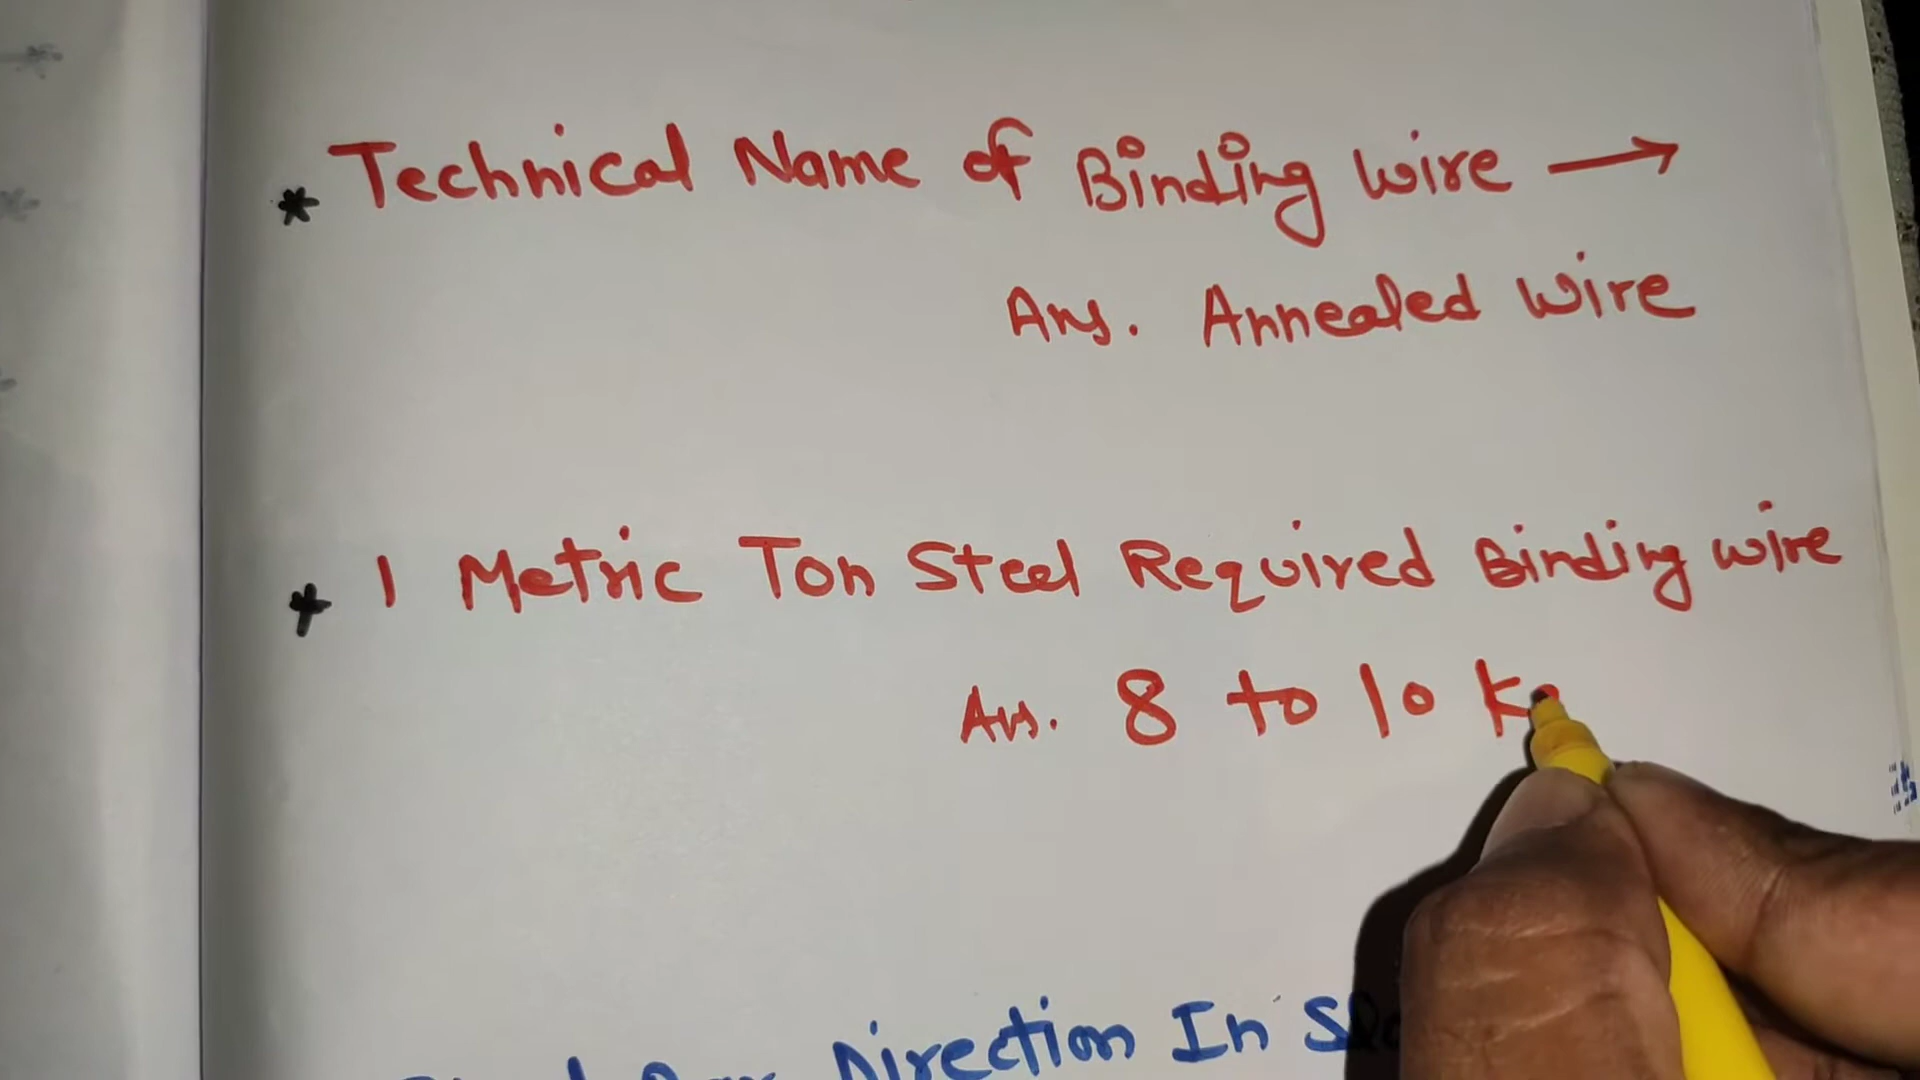 * Technical Name of Binding wire →
Ans. Annealed wire
* 1 Metric Ton Steel Required Binding wire
Ans. 8 to 10 k
Direction In